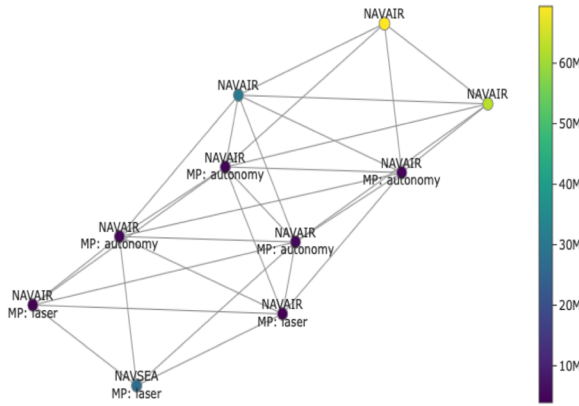 NAVAIR
NAVAIR
NAVAIR
NAVAIR
MP: autonomy
NAVAIR
MP: autonomy
NAVAIR
MP: autonomy
NAVAIR
MP: autonomy
NAVAIR
MP: laser
NAVAIR
MP: laser
NAVSEA
MP: laser
60M
50M
40M
30M
20M
10M